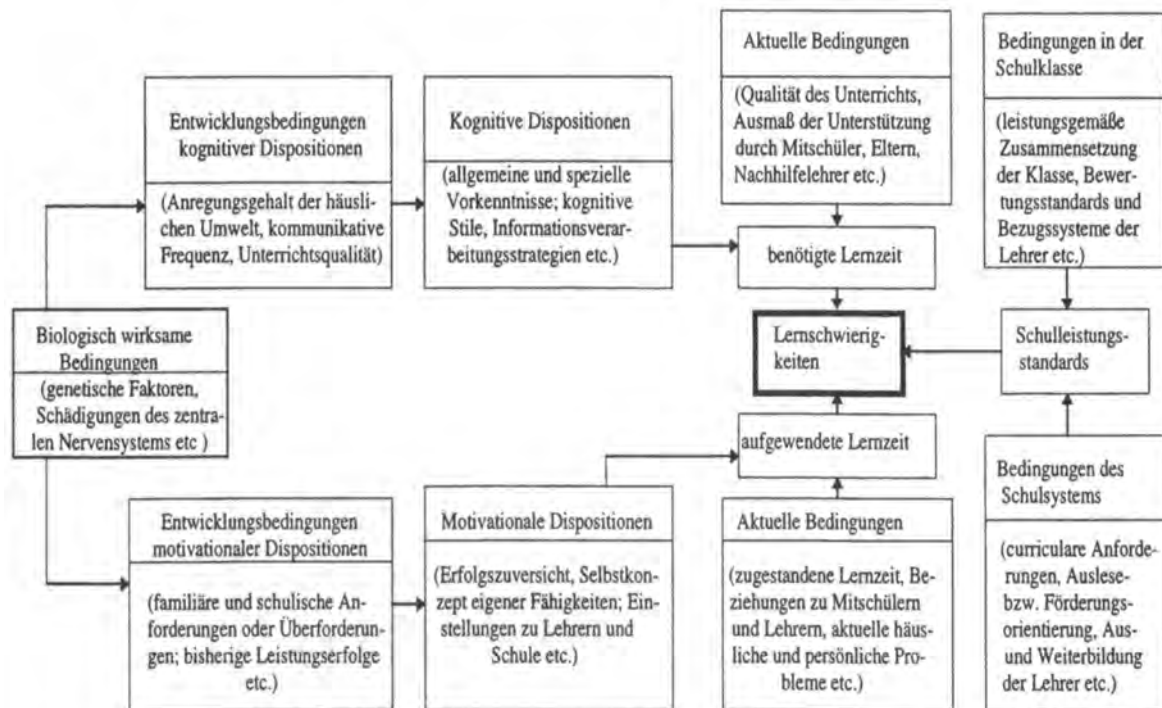 Aktuelle Bedingungen
(Qualität des Unterrichts,
Ausmaß der Unterstützung
durch Mitschüler, Eltern,
Nachhilfelehrer etc.)
Bedingungen in der
Schulklasse
(leistungsgemäße
Zusammensetzung
der Klasse, Bewer-
tungsstandards und
Bezugssysteme der
Lehrer etc.)
Entwicklungsbedingungen
kognitiver Dispositionen
(Anregungsgehalt der häusli-
chen Umwelt, kommunikative
Frequenz, Unterrichtsqualität)
Kognitive Dispositionen
(allgemeine und spezielle
Vorkenntnisse; kognitive
Stile, Informationsverar-
beitungsstrategien etc.)
benötigte Lernzeit
Biologisch wirksame
Bedingungen
(genetische Faktoren,
Schädigungen des zentra-
len Nervensystems etc )
Lernschwierig-
keiten
Schulleistungs-
standards
aufgewendete Lernzeit
Entwicklungsbedingungen
motivationaler Dispositionen
(familiäre und schulische An-
forderungen oder Überforderun-
gen; bisherige Leistungserfolge
etc.)
Motivationale Dispositionen
(Erfolgszuversicht, Selbstkon-
zept eigener Fähigkeiten; Ein-
stellungen zu Lehrern und
Schule etc.)
Aktuelle Bedingungen
(zugestandene Lernzeit, Be-
ziehungen zu Mitschülern
und Lehrern, aktuelle häus-
liche und persönliche Pro-
bleme etc.)
Bedingungen des
Schulsystems
(curriculare Anforde-
rungen, Auslese-
bzw. Förderungs-
orientierung, Aus-
und Weiterbildung
der Lehrer etc.)